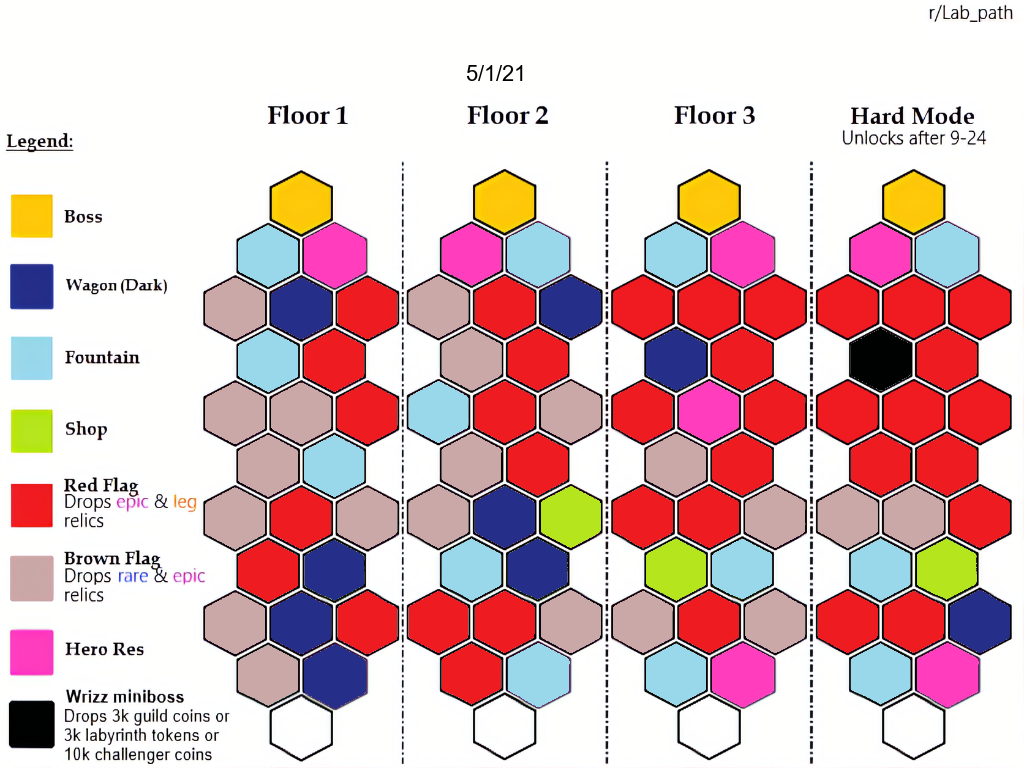 r/Lab_path
5/1/21
Floor 1
Floor 2
Floor 3
Hard Mode
Unlocks after 9-24
Legend:
Boss
Wagon (Dark)
Fountain
Shop
Red Flag
Drops epic & leg
relics
Brown Flag
Drops rare & epic
relics
Hero Res
Wrizz miniboss
Drops 3k guild coins or
3k labyrinth tokens or
10k challenger coins